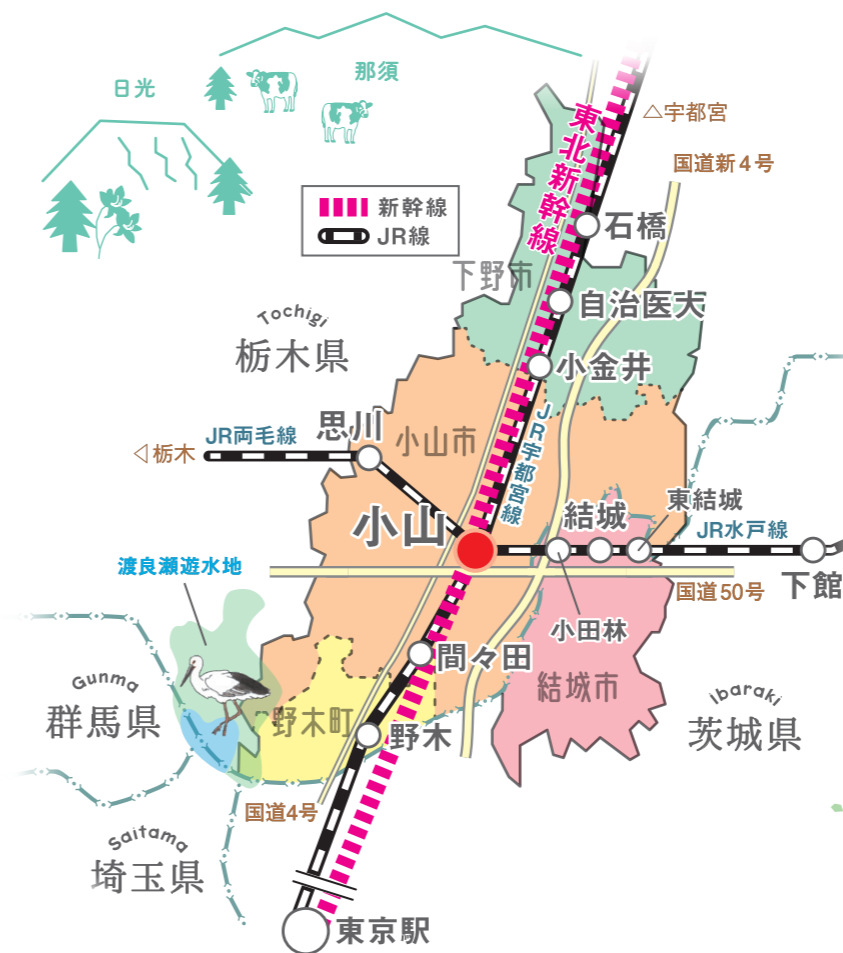 那須
日光
△宇都宮
東北新幹線
国道新4号
新幹線
JR線
石橋
下野市
自治医大
Tochigi
栃木県
小金井
思川
JR両毛線
小山市
◁栃木
JR宇都宮線
東結城
結城
小山
JR水戸線
渡良瀬遊水地
国道50号
下館
小田林
間々田
結城市
Gunma
群馬県
Ibaraki
茨城県
野木町
野木
国道4号
Saitama
埼玉県
東京駅